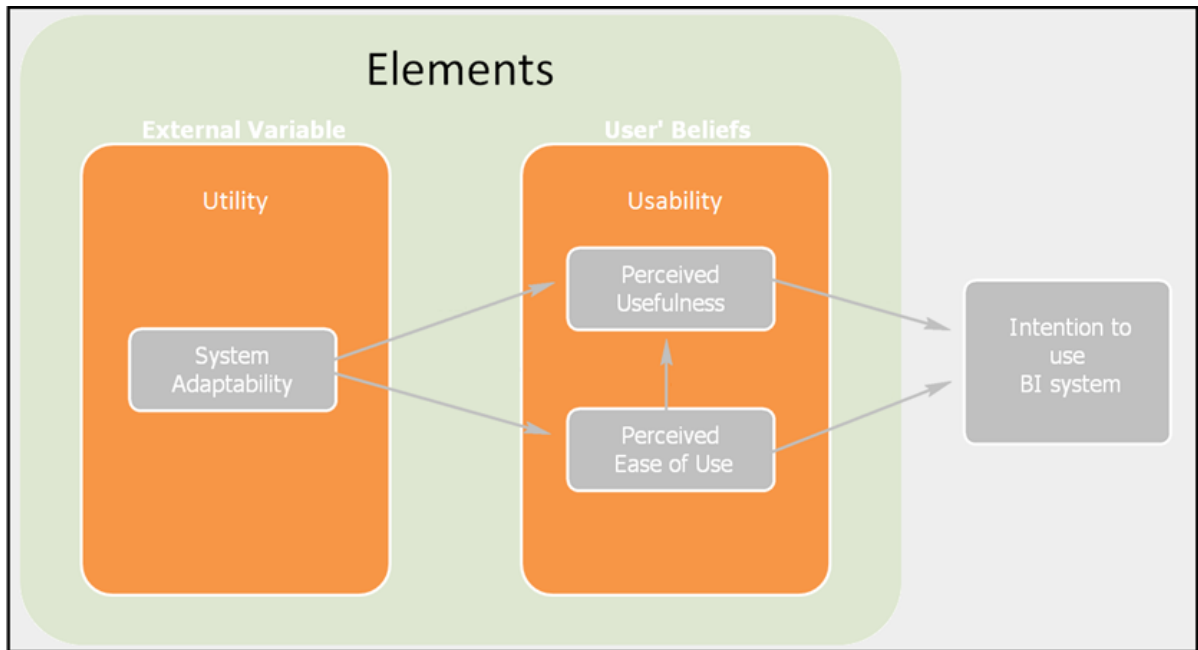 Elements
External Variable
User' Beliefs
Utility
Usability
System
Adaptability
Perceived
Usefulness
Perceived
Ease of Use
Intention to
use
BI system